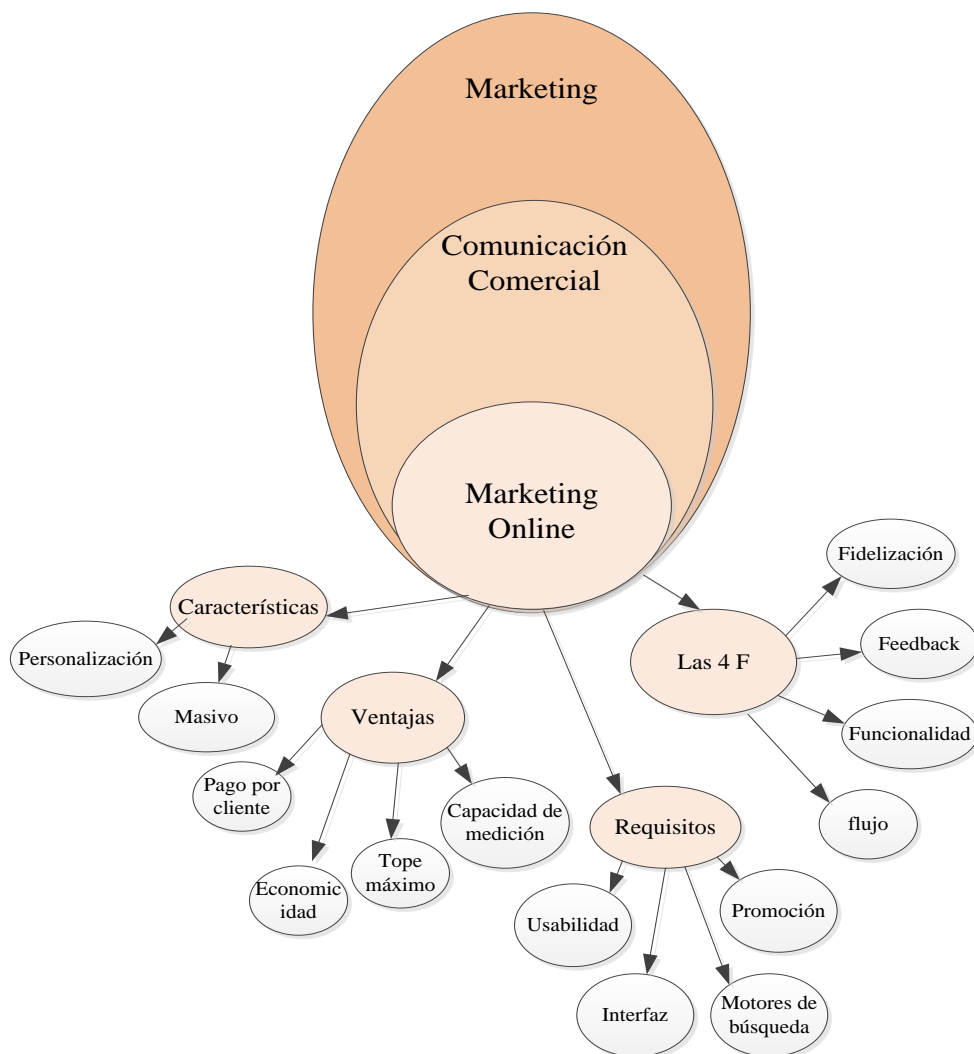 Marketing
Comunicación
Comercial
Marketing
Online
Características
Personalización
Masivo
Ventajas
Pago por
cliente
Economic
idad
Tope
máximo
Capacidad de
medición
Requisitos
Usabilidad
Interfaz
Motores de
búsqueda
Promoción
Las 4 F
Fidelización
Feedback
Funcionalidad
flujo